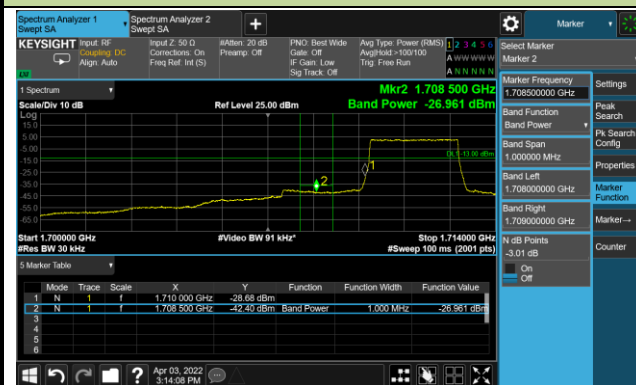 Spectrum Analyzer 1
Swept SA
Spectrum Analyzer 2
Swept SA
+
Marker
KEYSIGHT
Input: RF
Coupling: DC
Align: Auto
Input Z: 50 Ω
Corrections: On
Freq Ref: Int (S)
#Atten: 20 dB
Preamp: Off
PNO: Best Wide
Gate: Off
IF Gain: Low
Sig Track: Off
Avg Type: Power (RMS)
Avg|Hold:>100/100
Trig: Free Run
1 2 3 4 5 6
A W W W W W
A N N N N N
Select Marker
Marker 2
1 Spectrum
Mkr2 1.708 500 GHz
Scale/Div 10 dB
Ref Level 25.00 dBm
Band Power -26.961 dBm
Log
15.0
5.00
-5.00
-15.0
-25.0
-35.0
-45.0
-55.0
-65.0
DL1 -13.00 dBm
1
2
Start 1.700000 GHz
#Video BW 91 kHz*
Stop 1.714000 GHz
#Res BW 30 kHz
#Sweep 100 ms (2001 pts)
5 Marker Table
Mode Trace Scale X Y Function Function Width Function Value
1 N 1 f 1.710 000 GHz -28.68 dBm
2 N 1 f 1.708 500 GHz -42.40 dBm Band Power 1.000 MHz -26.961 dBm
3
4
5
6
Marker Frequency
1.708500000 GHz
Band Function
Band Power
Band Span
1.000000 MHz
Band Left
1.708000000 GHz
Band Right
1.709000000 GHz
N dB Points
-3.01 dB
On
Off
Settings
Peak
Search
Pk Search
Config
Properties
Marker
Function
Marker→
Counter
?
Apr 03, 2022
3:14:08 PM